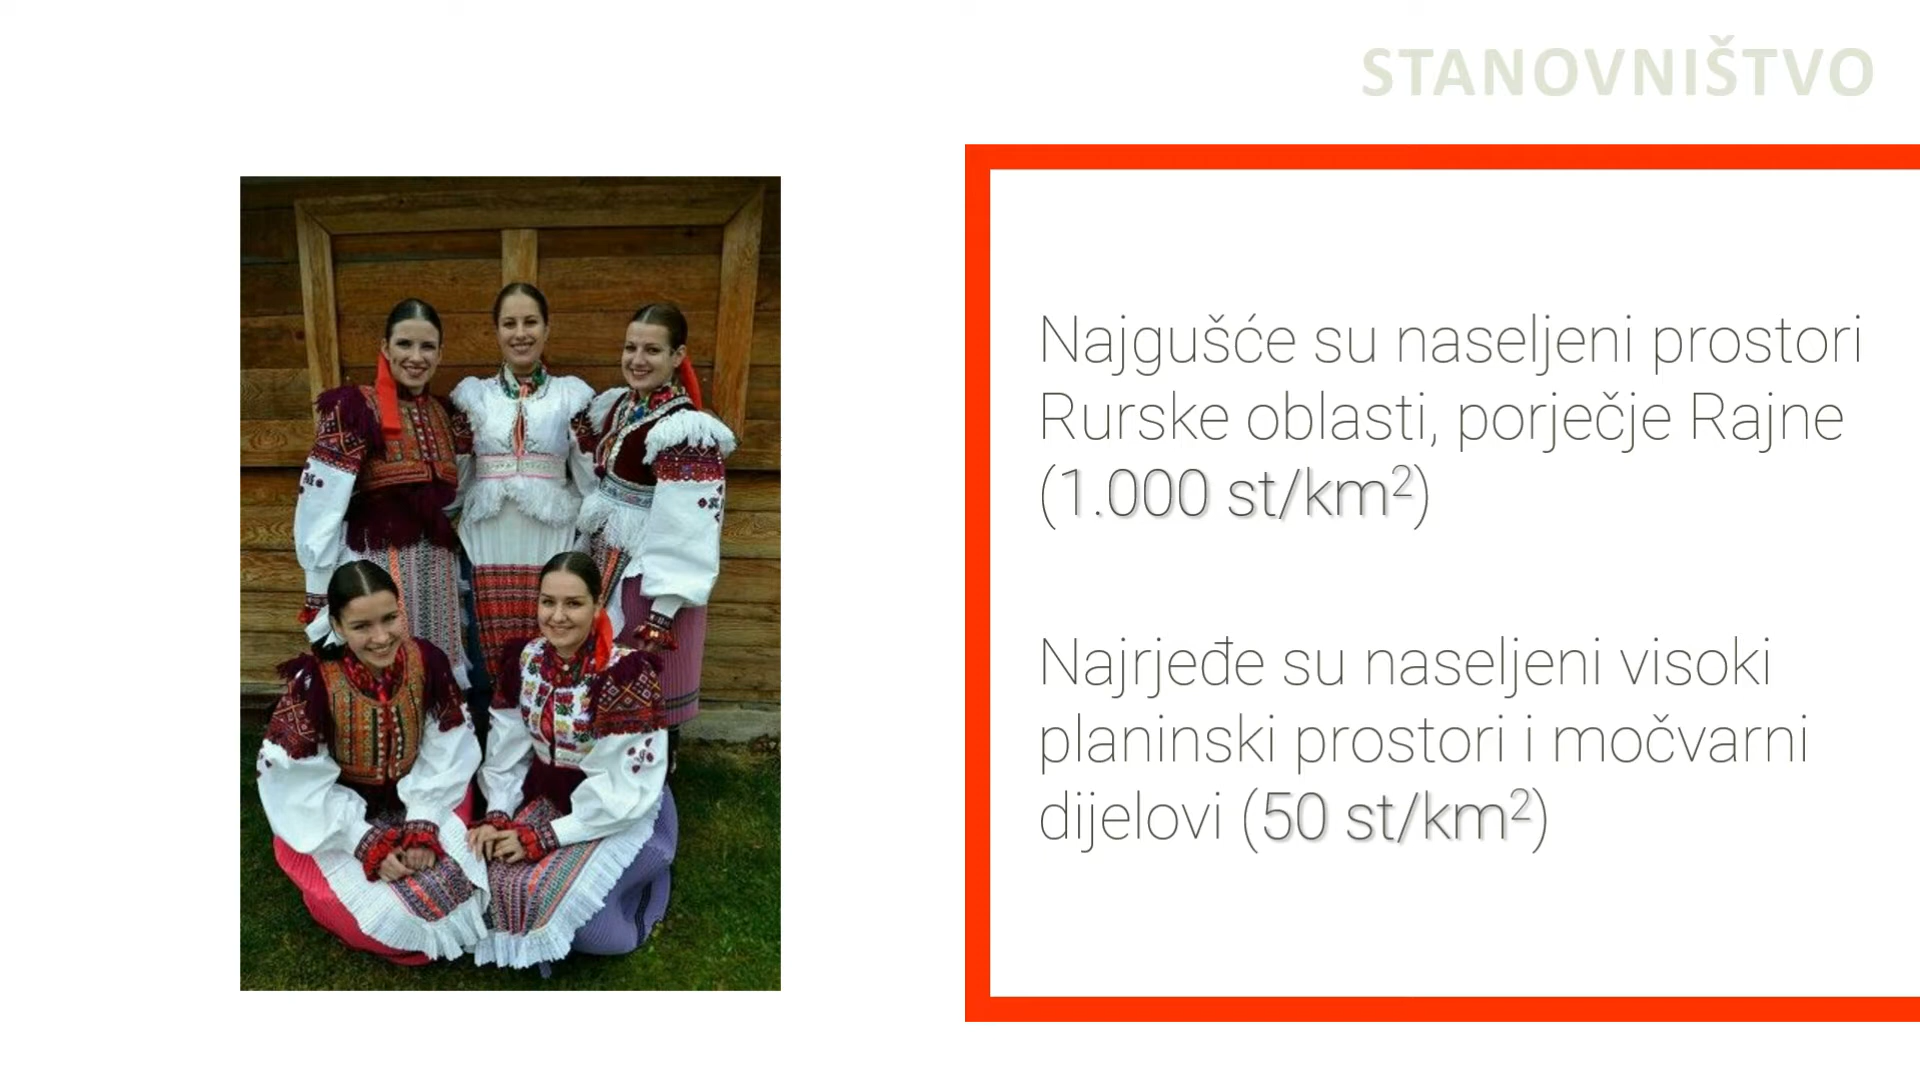 STANOVNIŠTVO
Najgušće su naseljeni prostori
Rurske oblasti, porječje Rajne
(1.000 st/km²)
Najrjeđe su naseljeni visoki
planinski prostori i močvarni
dijelovi (50 st/km²)